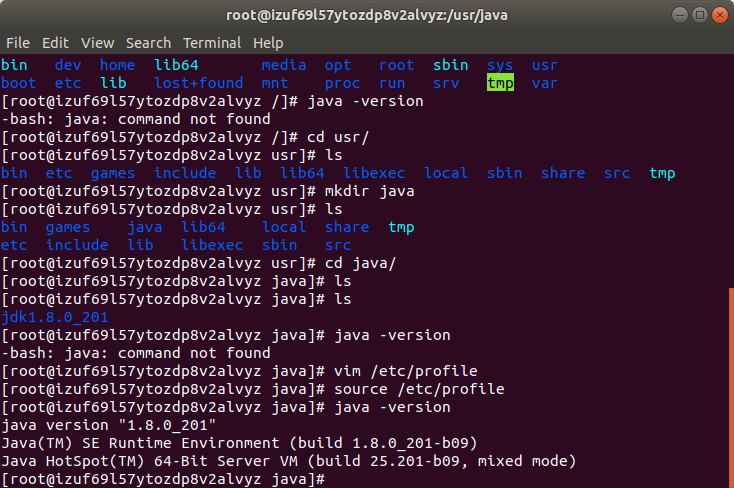 root@izuf69l57ytozdp8v2alvyz:/usr/java
File Edit View Search Terminal Help
bin dev home lib64 media opt root sbin sys usr
boot etc lib lost+found mnt proc run srv tmp var
[root@izuf69l57ytozdp8v2alvyz /]# java -version
-bash: java: command not found
[root@izuf69l57ytozdp8v2alvyz /]# cd usr/
[root@izuf69l57ytozdp8v2alvyz usr]# ls
bin etc games include lib lib64 libexec local sbin share src tmp
[root@izuf69l57ytozdp8v2alvyz usr]# mkdir java
[root@izuf69l57ytozdp8v2alvyz usr]# ls
bin games java lib64 local share tmp
etc include lib libexec sbin src
[root@izuf69l57ytozdp8v2alvyz usr]# cd java/
[root@izuf69l57ytozdp8v2alvyz java]# ls
[root@izuf69l57ytozdp8v2alvyz java]# ls
jdk1.8.0_201
[root@izuf69l57ytozdp8v2alvyz java]# java -version
-bash: java: command not found
[root@izuf69l57ytozdp8v2alvyz java]# vim /etc/profile
[root@izuf69l57ytozdp8v2alvyz java]# source /etc/profile
[root@izuf69l57ytozdp8v2alvyz java]# java -version
java version "1.8.0_201"
Java(TM) SE Runtime Environment (build 1.8.0_201-b09)
Java HotSpot(TM) 64-Bit Server VM (build 25.201-b09, mixed mode)
[root@izuf69l57ytozdp8v2alvyz java]#